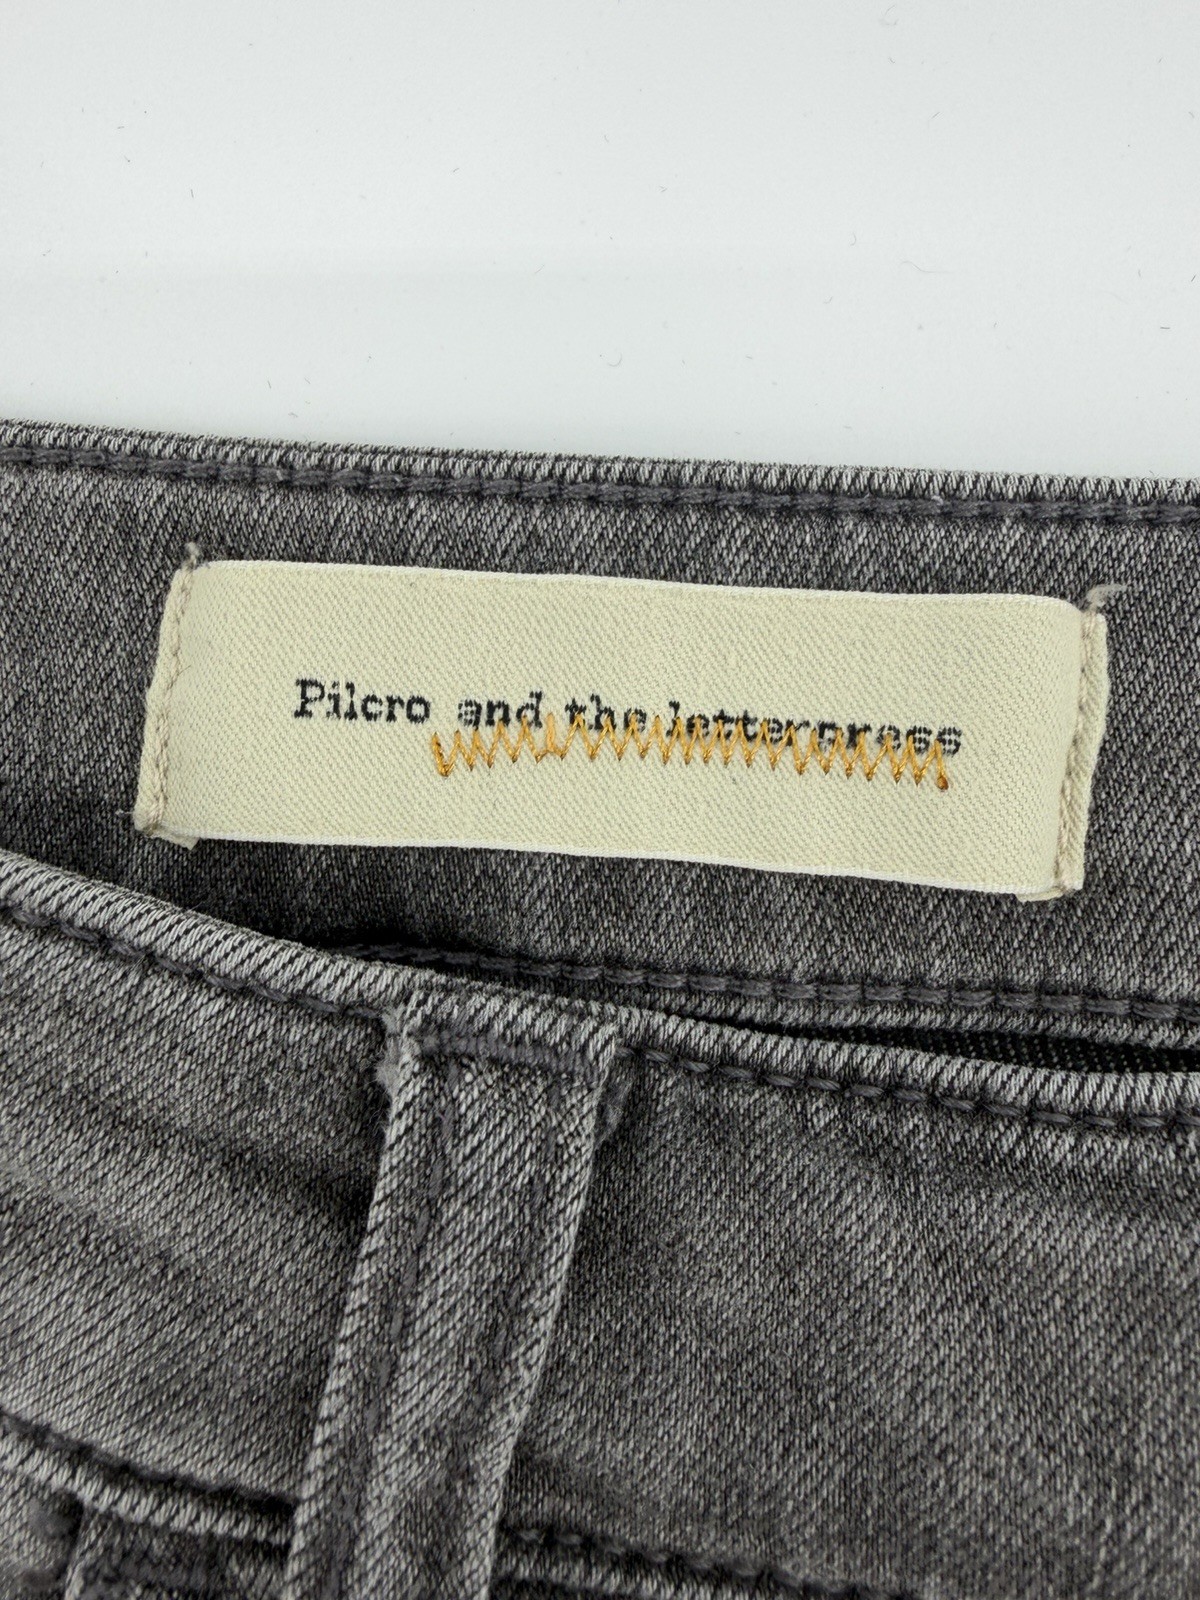 Pilcro and the letterpress